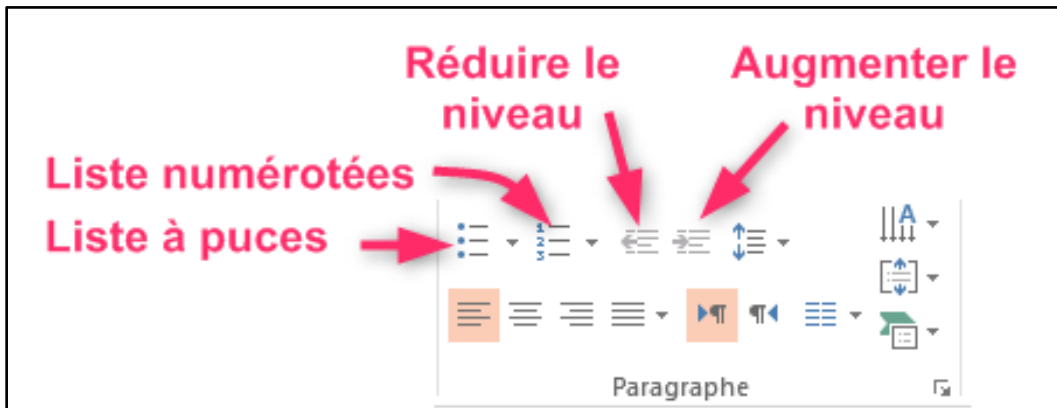 Réduire le
niveau
Augmenter le
niveau
Liste numérotées
Liste à puces
Paragraphe